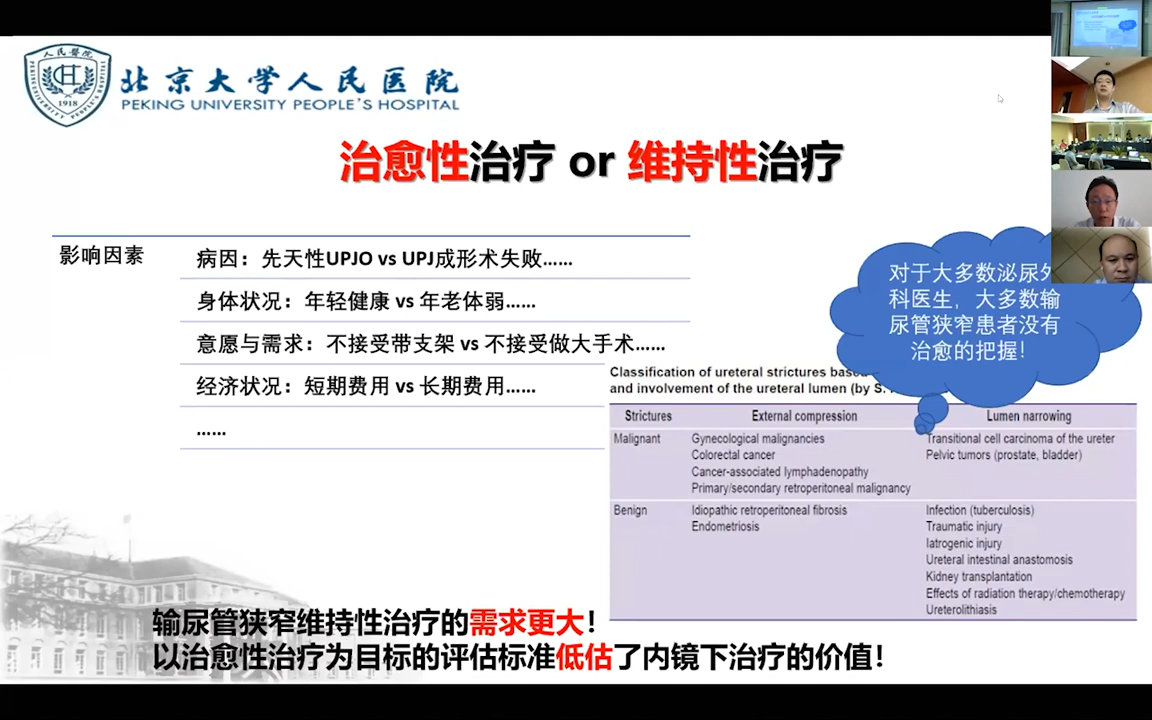 人民醫院
PEKING UNIVERSITY PEOPLE'S HOSPITAL
1918
北京大学人民医院
PEKING UNIVERSITY PEOPLE'S HOSPITAL
治愈性治疗 or 维持性治疗
影响因素
病因：先天性UPJO vs UPJ成形术失败……
身体状况：年轻健康 vs 年老体弱……
意愿与需求：不接受带支架 vs 不接受做大手术……
经济状况：短期费用 vs 长期费用……
……
对于大多数泌尿外
科医生，大多数输
尿管狭窄患者没有
治愈的把握！
Classification of ureteral strictures
and involvement of the ureteral lumen (by S.
Strictures External compression Lumen narrowing
Malignant Gynecological malignancies Transitional cell carcinoma of the ureter
Colorectal cancer Pelvic tumors (prostate, bladder)
Cancer-associated lymphadenopathy
Primary/secondary retroperitoneal malignancy
Benign Idiopathic retroperitoneal fibrosis Infection (tuberculosis)
Endometriosis Traumatic injury
Iatrogenic injury
Ureteral intestinal anastomosis
Kidney transplantation
Effects of radiation therapy/chemotherapy
Ureterolithiasis
输尿管狭窄维持性治疗的需求更大！
以治愈性治疗为目标的评估标准低估了内镜下治疗的价值！